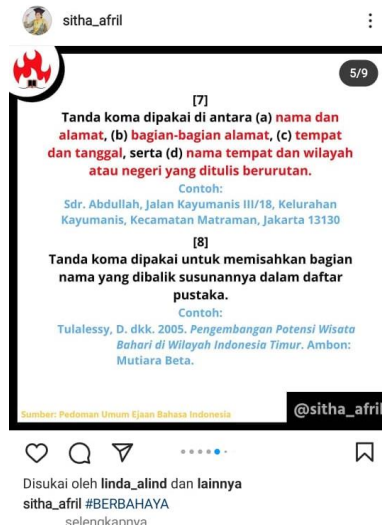 sitha_afril
5/9
[7]
Tanda koma dipakai di antara (a) nama dan
alamat, (b) bagian-bagian alamat, (c) tempat
dan tanggal, serta (d) nama tempat dan wilayah
atau negeri yang ditulis berurutan.
Contoh:
Sdr. Abdullah, Jalan Kayumanis III/18, Kelurahan
Kayumanis, Kecamatan Matraman, Jakarta 13130
[8]
Tanda koma dipakai untuk memisahkan bagian
nama yang dibalik susunannya dalam daftar
pustaka.
Contoh:
Tulalessy, D. dkk. 2005. Pengembangan Potensi Wisata
Bahari di Wilayah Indonesia Timur. Ambon:
Mutiara Beta.
Sumber: Pedoman Umum Ejaan Bahasa Indonesia
@sitha_afril
Disukai oleh linda_alind dan lainnya
sitha_afril #BERBAHAYA
selengkapnya